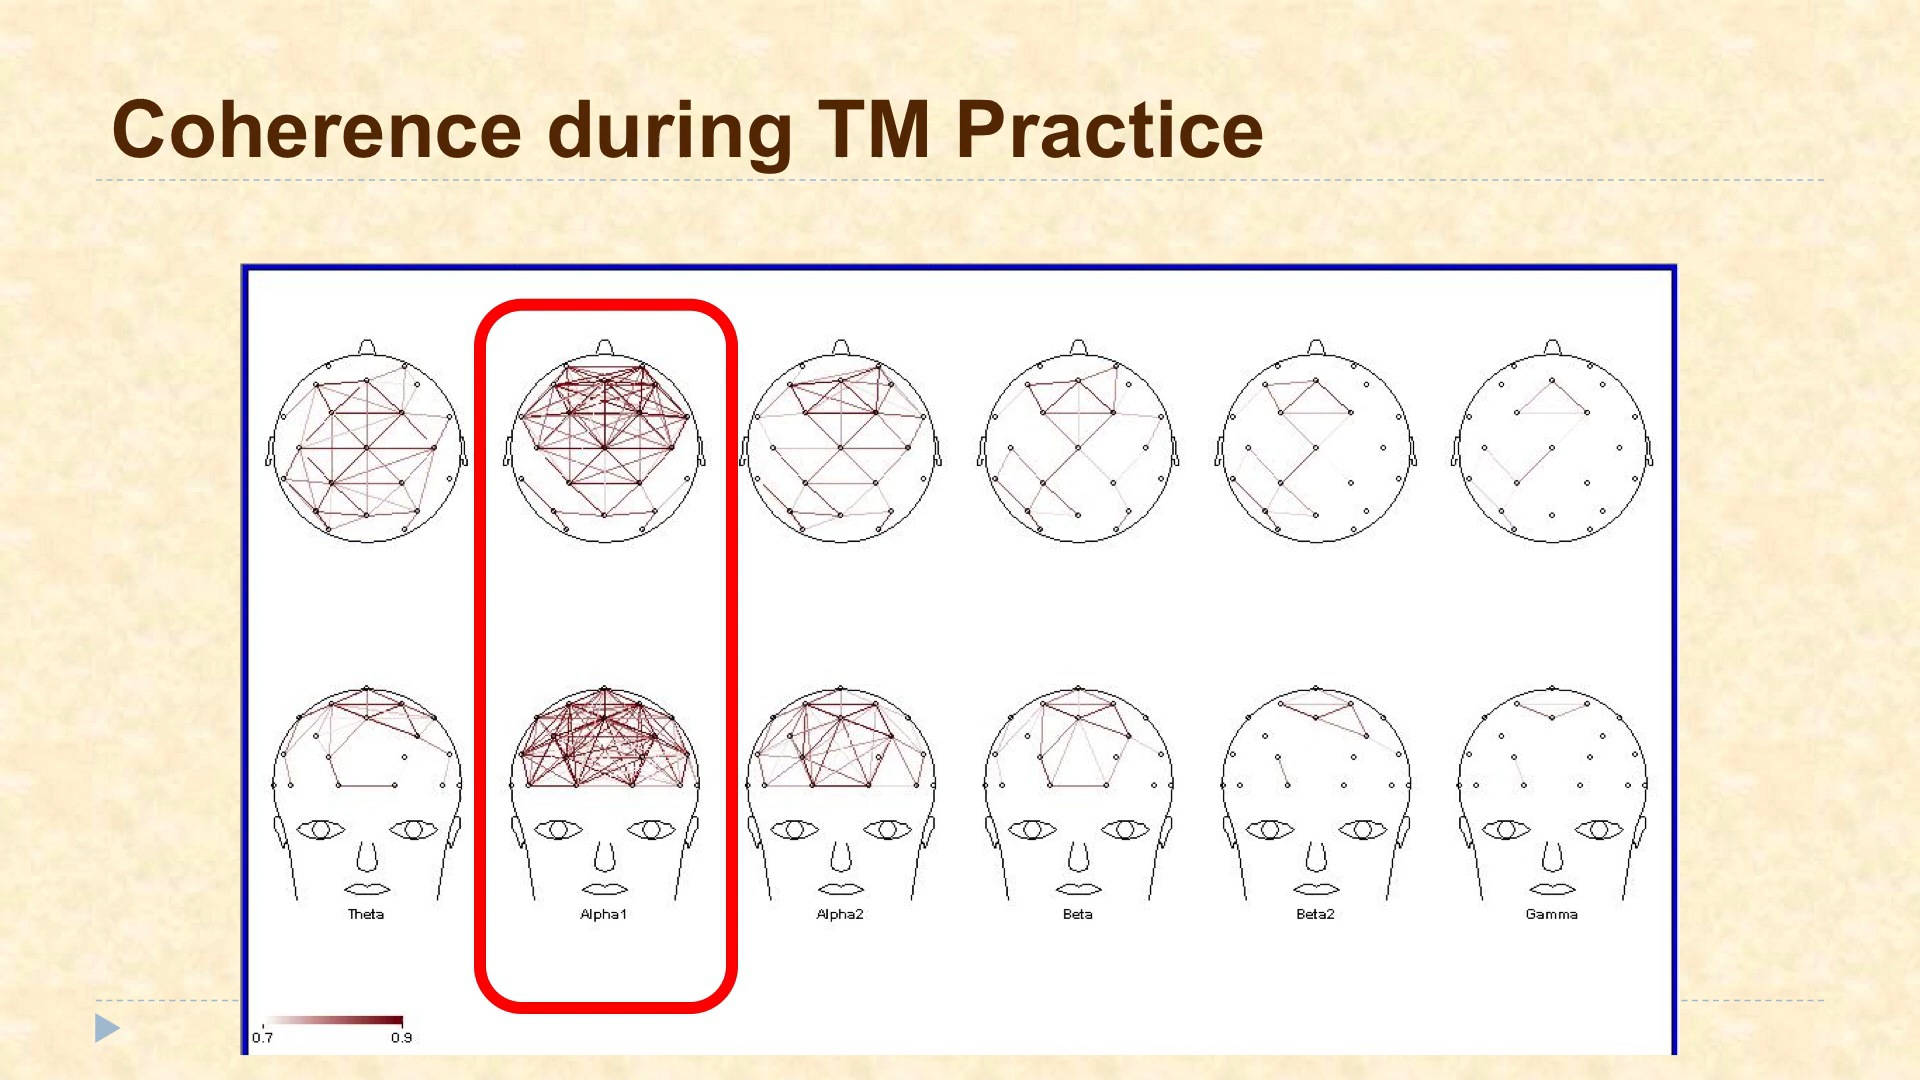 Coherence during TM Practice
Theta Alpha1 Alpha2 Beta Beta2 Gamma
0.7 0.9